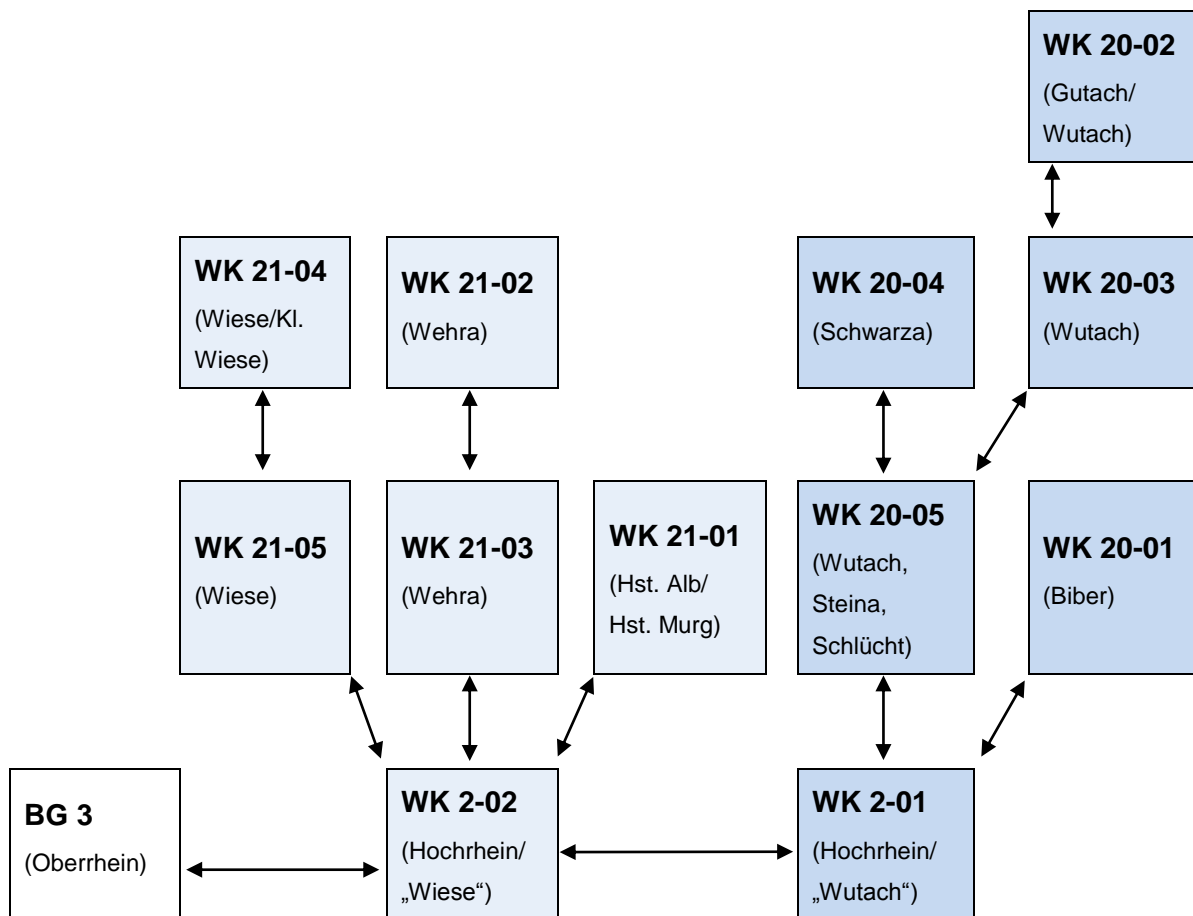 WK 20-02
(Gutach/
Wutach)
WK 21-04
(Wiese/Kl.
Wiese)
WK 21-02
(Wehra)
WK 20-04
(Schwarza)
WK 20-03
(Wutach)
WK 21-05
(Wiese)
WK 21-03
(Wehra)
WK 21-01
(Hst. Alb/
Hst. Murg)
WK 20-05
(Wutach,
Steina,
Schlücht)
WK 20-01
(Biber)
BG 3
(Oberrhein)
WK 2-02
(Hochrhein/
„Wiese“)
WK 2-01
(Hochrhein/
„Wutach“)